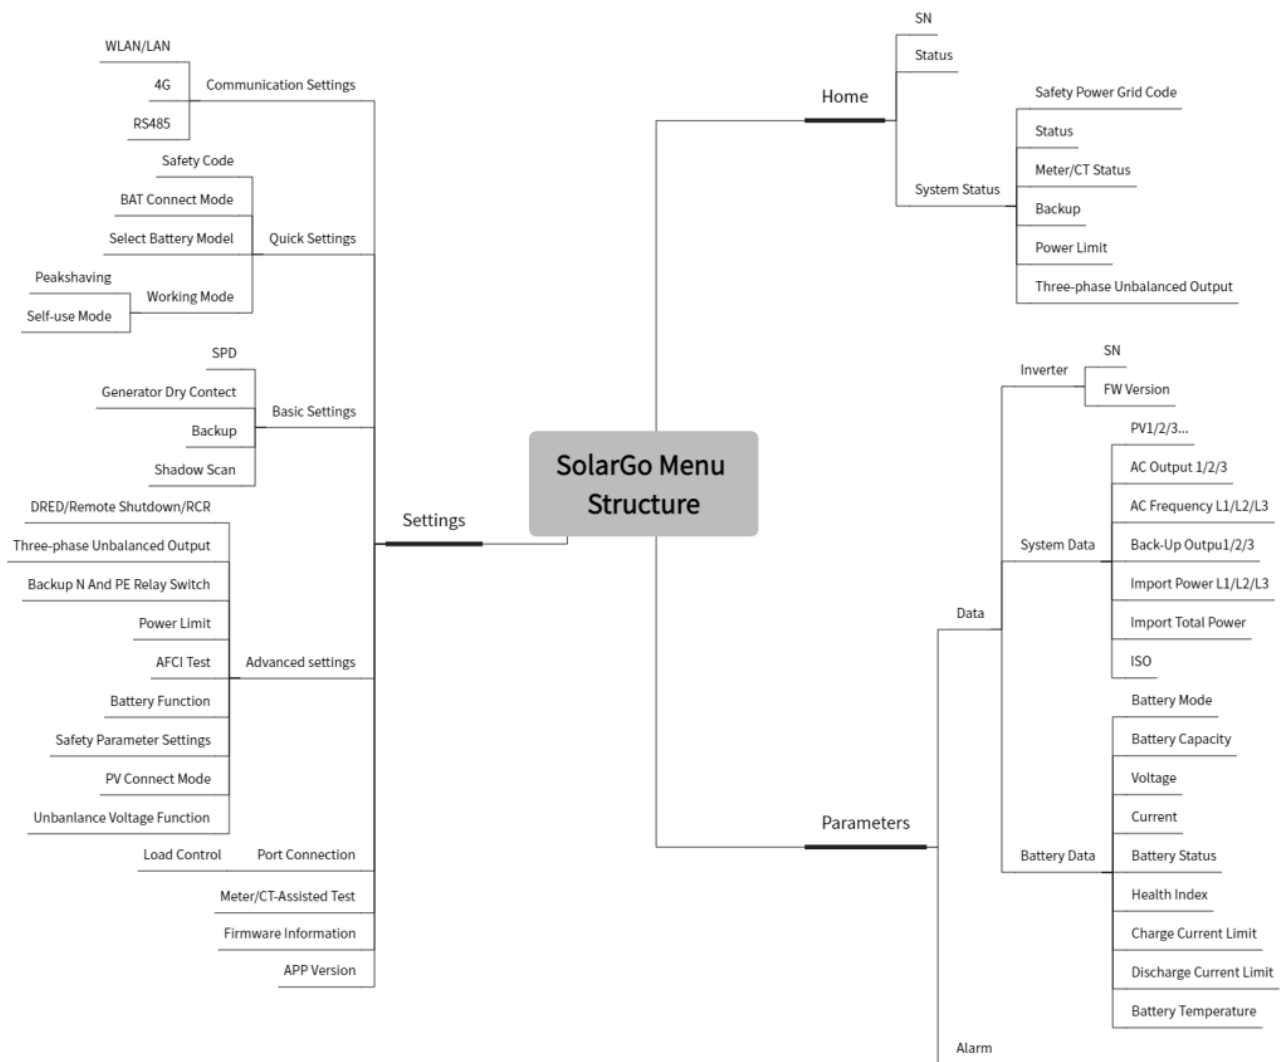 SolarGo Menu
Structure
Home
SN
Status
System Status
Safety Power Grid Code
Status
Meter/CT Status
Backup
Power Limit
Three-phase Unbalanced Output
Parameters
Data
Inverter
SN
FW Version
System Data
PV1/2/3...
AC Output 1/2/3
AC Frequency L1/L2/L3
Back-Up Outpu1/2/3
Import Power L1/L2/L3
Import Total Power
ISO
Battery Data
Battery Mode
Battery Capacity
Voltage
Current
Battery Status
Health Index
Charge Current Limit
Discharge Current Limit
Battery Temperature
Alarm
Settings
Communication Settings
WLAN/LAN
4G
RS485
Quick Settings
Safety Code
BAT Connect Mode
Select Battery Model
Working Mode
Peakshaving
Self-use Mode
Basic Settings
SPD
Generator Dry Contect
Backup
Shadow Scan
Advanced settings
DRED/Remote Shutdown/RCR
Three-phase Unbalanced Output
Backup N And PE Relay Switch
Power Limit
AFCI Test
Battery Function
Safety Parameter Settings
PV Connect Mode
Unbanlance Voltage Function
Port Connection
Load Control
Meter/CT-Assisted Test
Firmware Information
APP Version